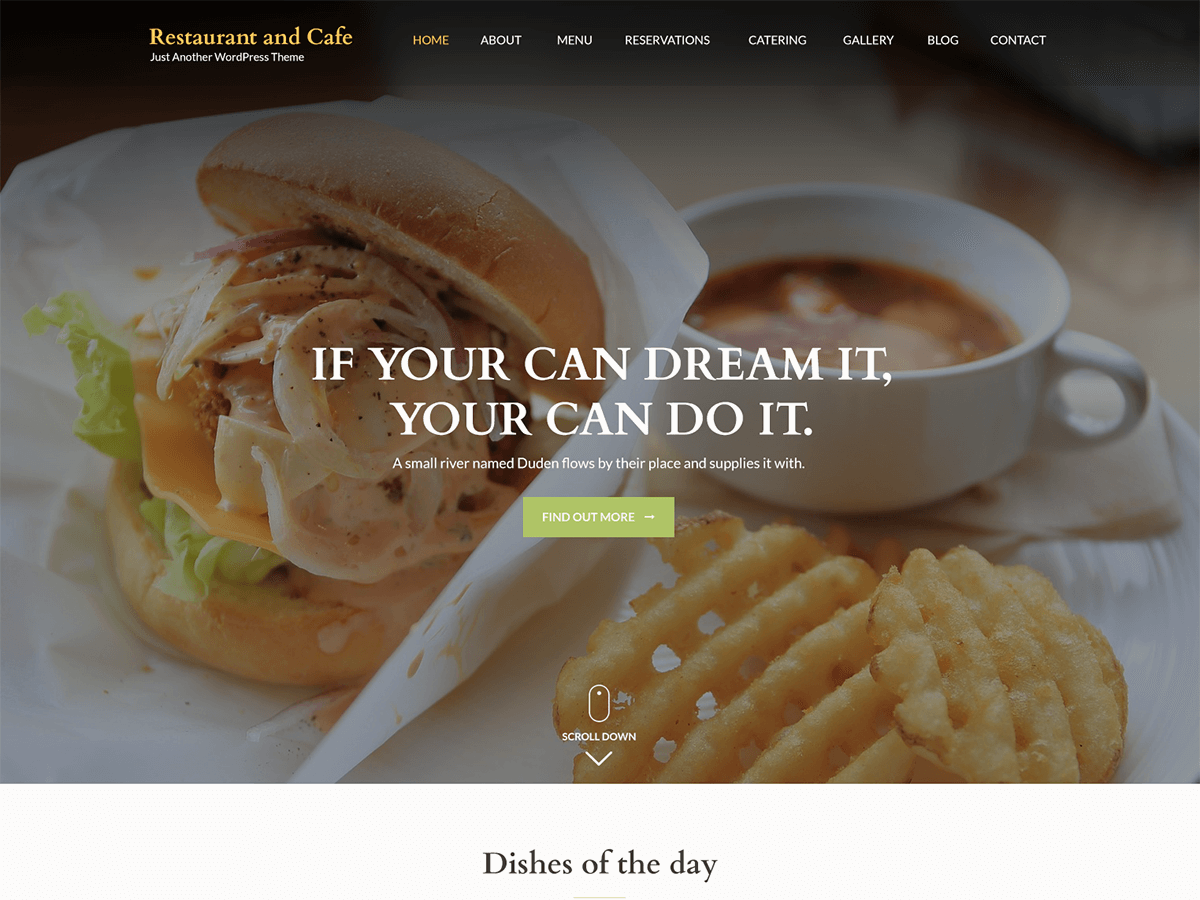 Restaurant and Cafe
Just Another WordPress Theme
HOME ABOUT MENU RESERVATIONS CATERING GALLERY BLOG CONTACT
IF YOUR CAN DREAM IT,
YOUR CAN DO IT.
A small river named Duden flows by their place and supplies it with.
FIND OUT MORE →
SCROLL DOWN
Dishes of the day